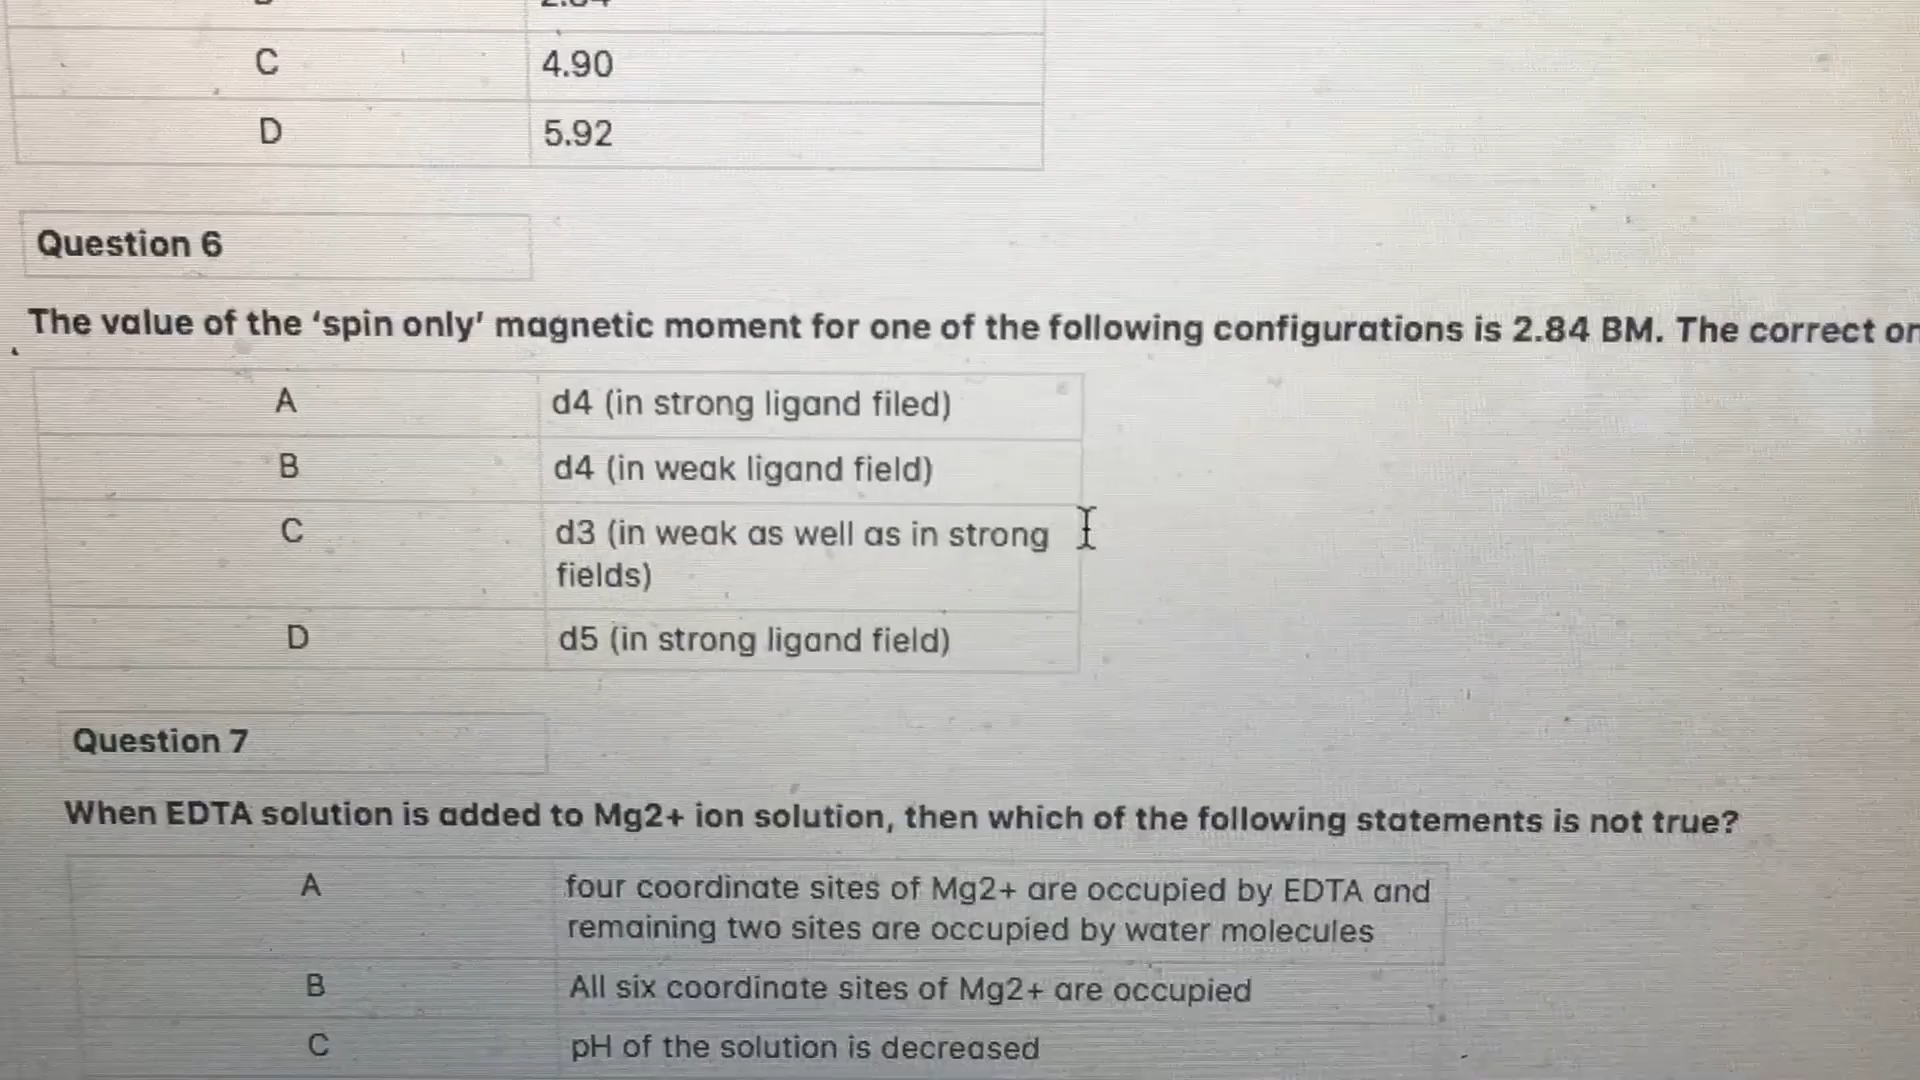 C 4.90
D 5.92
Question 6
The value of the ‘spin only’ magnetic moment for one of the following configurations is 2.84 BM. The correct
A d4 (in strong ligand filed)
B d4 (in weak ligand field)
C d3 (in weak as well as in strong
fields)
D d5 (in strong ligand field)
Question 7
When EDTA solution is added to Mg2+ ion solution, then which of the following statements is not true?
A four coordinate sites of Mg2+ are occupied by EDTA and
remaining two sites are occupied by water molecules
B All six coordinate sites of Mg2+ are occupied
C pH of the solution is decreased